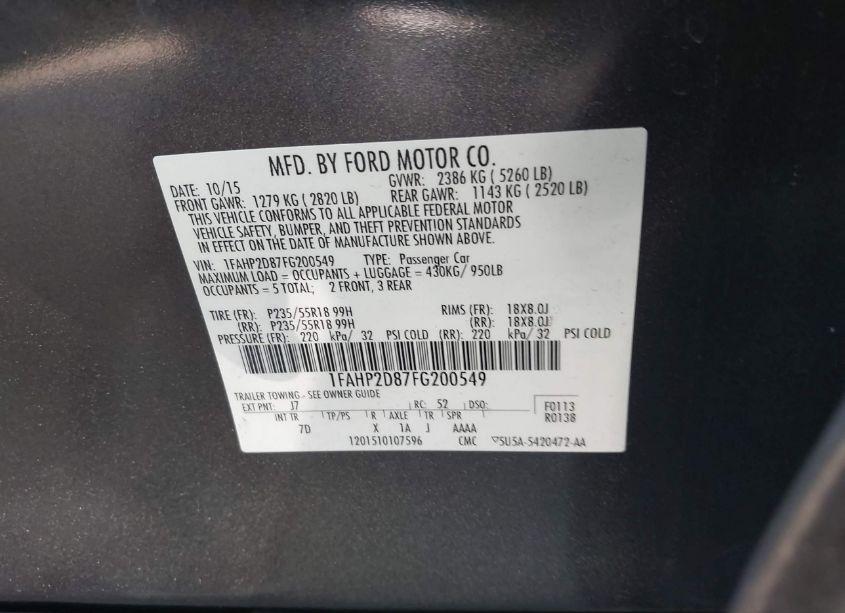 MFD. BY FORD MOTOR CO.
DATE: 10/15 GVWR: 2386 KG ( 5260 LB)
FRONT GAWR: 1279 KG ( 2820 LB) REAR GAWR: 1143 KG ( 2520 LB)
THIS VEHICLE CONFORMS TO ALL APPLICABLE FEDERAL MOTOR
VEHICLE SAFETY, BUMPER, AND THEFT PREVENTION STANDARDS
IN EFFECT ON THE DATE OF MANUFACTURE SHOWN ABOVE.
VIN: 1FAHP2D87FG200549 TYPE: Passenger Car
MAXIMUM LOAD = OCCUPANTS + LUGGAGE = 430KG/ 950LB
OCCUPANTS = 5 TOTAL; 2 FRONT, 3 REAR
TIRE (FR): P235/55R18 99H RIMS (FR): 18X8.0J
(RR): P235/55R18 99H (RR): 18X8.0J
PRESSURE (FR): 220 kPa/ 32 PSI COLD (RR): 220 kPa/ 32 PSI COLD
1FAHP2D87FG200549
TRAILER TOWING - SEE OWNER GUIDE
EXT PNT: J7 RC: 52 DSO: F0113
INT TR TP/PS R AXLE TR SPR R0138
7D X 1A J AAAA
1201510107596 CMC 5U5A-5420472-AA